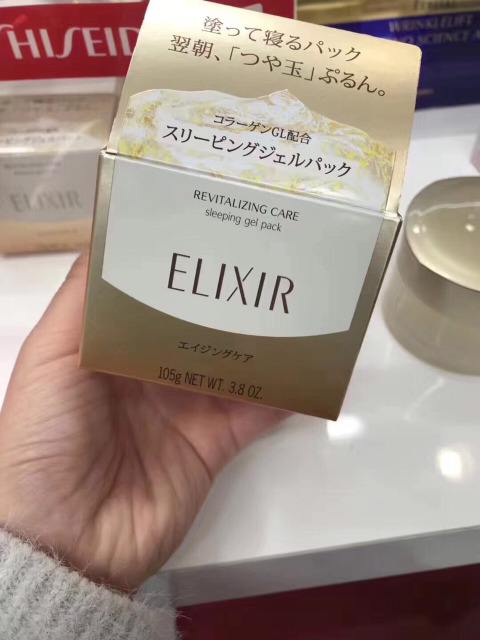 HISEID
塗って寝るパック
翌朝、「つや玉」ぷるん。
コラーゲンGL配合
スリーピングジェルパック
REVITALIZING CARE
sleeping gel pack
ELIXIR
エイジングケア
105g NET WT. 3.8 OZ.
WRINKLELIFT
SCIENCE
ELIXIR